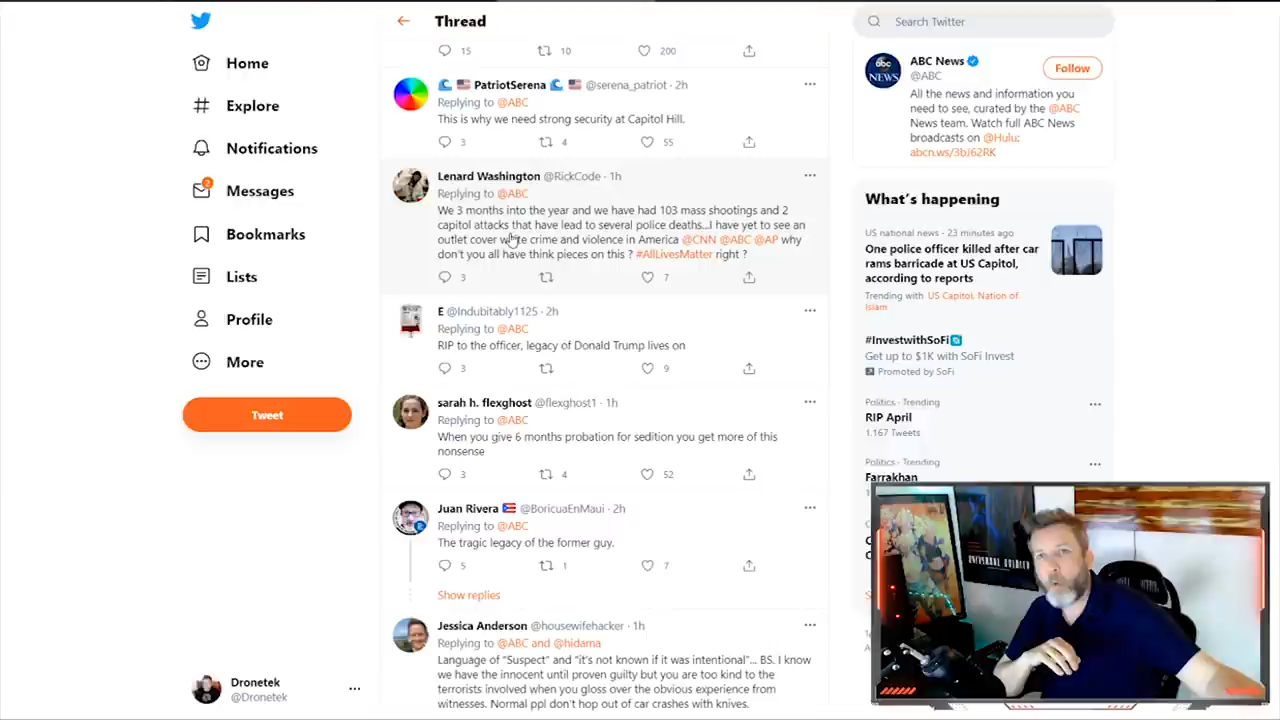 Home
Explore
Notifications
2
Messages
Bookmarks
Lists
Profile
More
Tweet
Dronetek
@Dronetek
Thread
15 10 200
PatriotSerena @serena_patriot · 2h
Replying to @ABC
This is why we need strong security at Capitol Hill.
3 4 55
Lenard Washington @RickCode · 1h
Replying to @ABC
We 3 months into the year and we have had 103 mass shootings and 2
capitol attacks that have lead to several police deaths...I have yet to see an
outlet cover white crime and violence in America @CNN @ABC @AP why
don't you all have think pieces on this ? #AllLivesMatter right ?
3 7
E @Indubitably1125 · 2h
Replying to @ABC
RIP to the officer, legacy of Donald Trump lives on
3 9
sarah h. flexghost @flexghost1 · 1h
Replying to @ABC
When you give 6 months probation for sedition you get more of this
nonsense
3 4 52
Juan Rivera @BoricuaEnMaui · 2h
Replying to @ABC
The tragic legacy of the former guy.
5 1 7
Show replies
Jessica Anderson @housewifehacker · 1h
Replying to @ABC and @hidama
Language of "Suspect" and "it's not known if it was intentional"... BS. I know
we have the innocent until proven guilty but you are too kind to the
terrorists involved when you gloss over the obvious experience from
witnesses. Normal ppl don't hop out of car crashes with knives.
Search Twitter
abc NEWS
ABC News
@ABC
Follow
All the news and information you
need to see, curated by the @ABC
News team. Watch full ABC News
broadcasts on @Hulu:
abcn.ws/3bJ62RK
What's happening
US national news · 23 minutes ago
One police officer killed after car
rams barricade at US Capitol,
according to reports
Trending with US Capitol, Nation of
Islam
#InvestwithSoFi
Get up to $1K with SoFi Invest
Promoted by SoFi
Politics · Trending
RIP April
1,167 Tweets
Politics · Trending
Farrakhan
UNIVERSAL SOLDIER